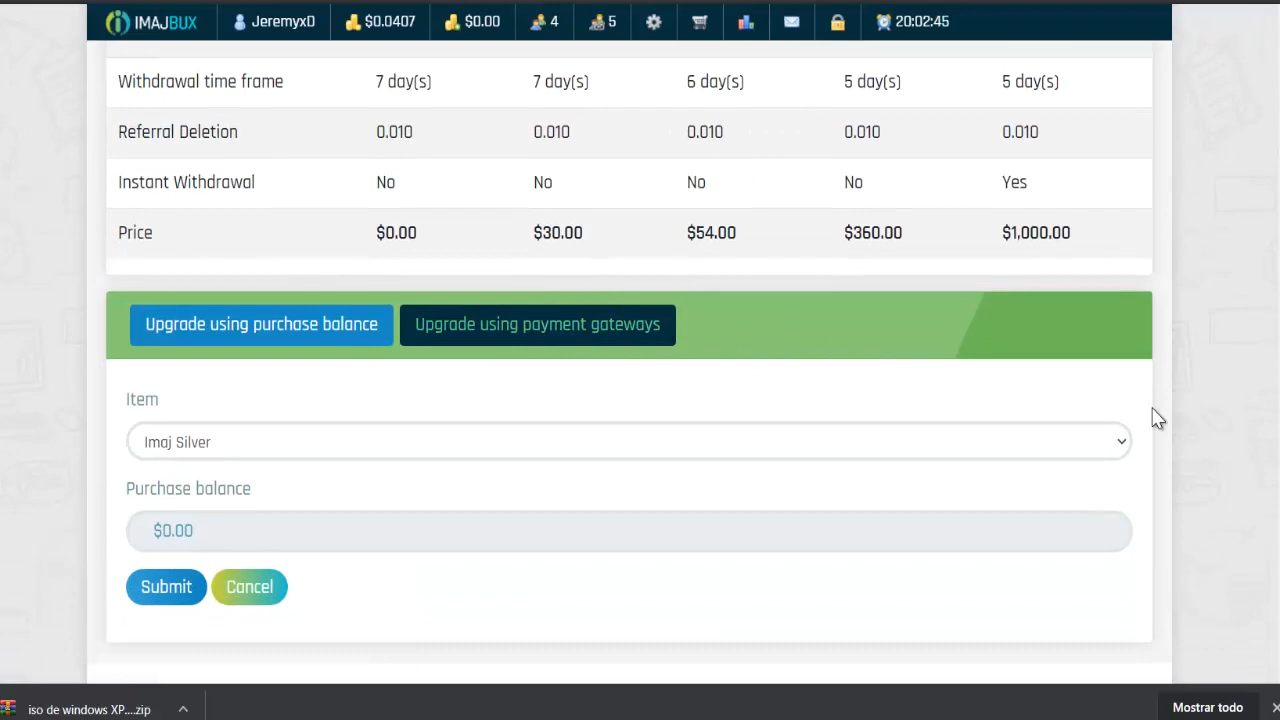 IMAJBUX JeremyxD $0.0407 $0.00 4 5 20:02:45
Withdrawal time frame 7 day(s) 7 day(s) 6 day(s) 5 day(s) 5 day(s)
Referral Deletion 0.010 0.010 0.010 0.010 0.010
Instant Withdrawal No No No No Yes
Price $0.00 $30.00 $54.00 $360.00 $1,000.00
Upgrade using purchase balance Upgrade using payment gateways
Item
Imaj Silver
Purchase balance
$0.00
Submit Cancel
iso de windows XP....zip Mostrar todo